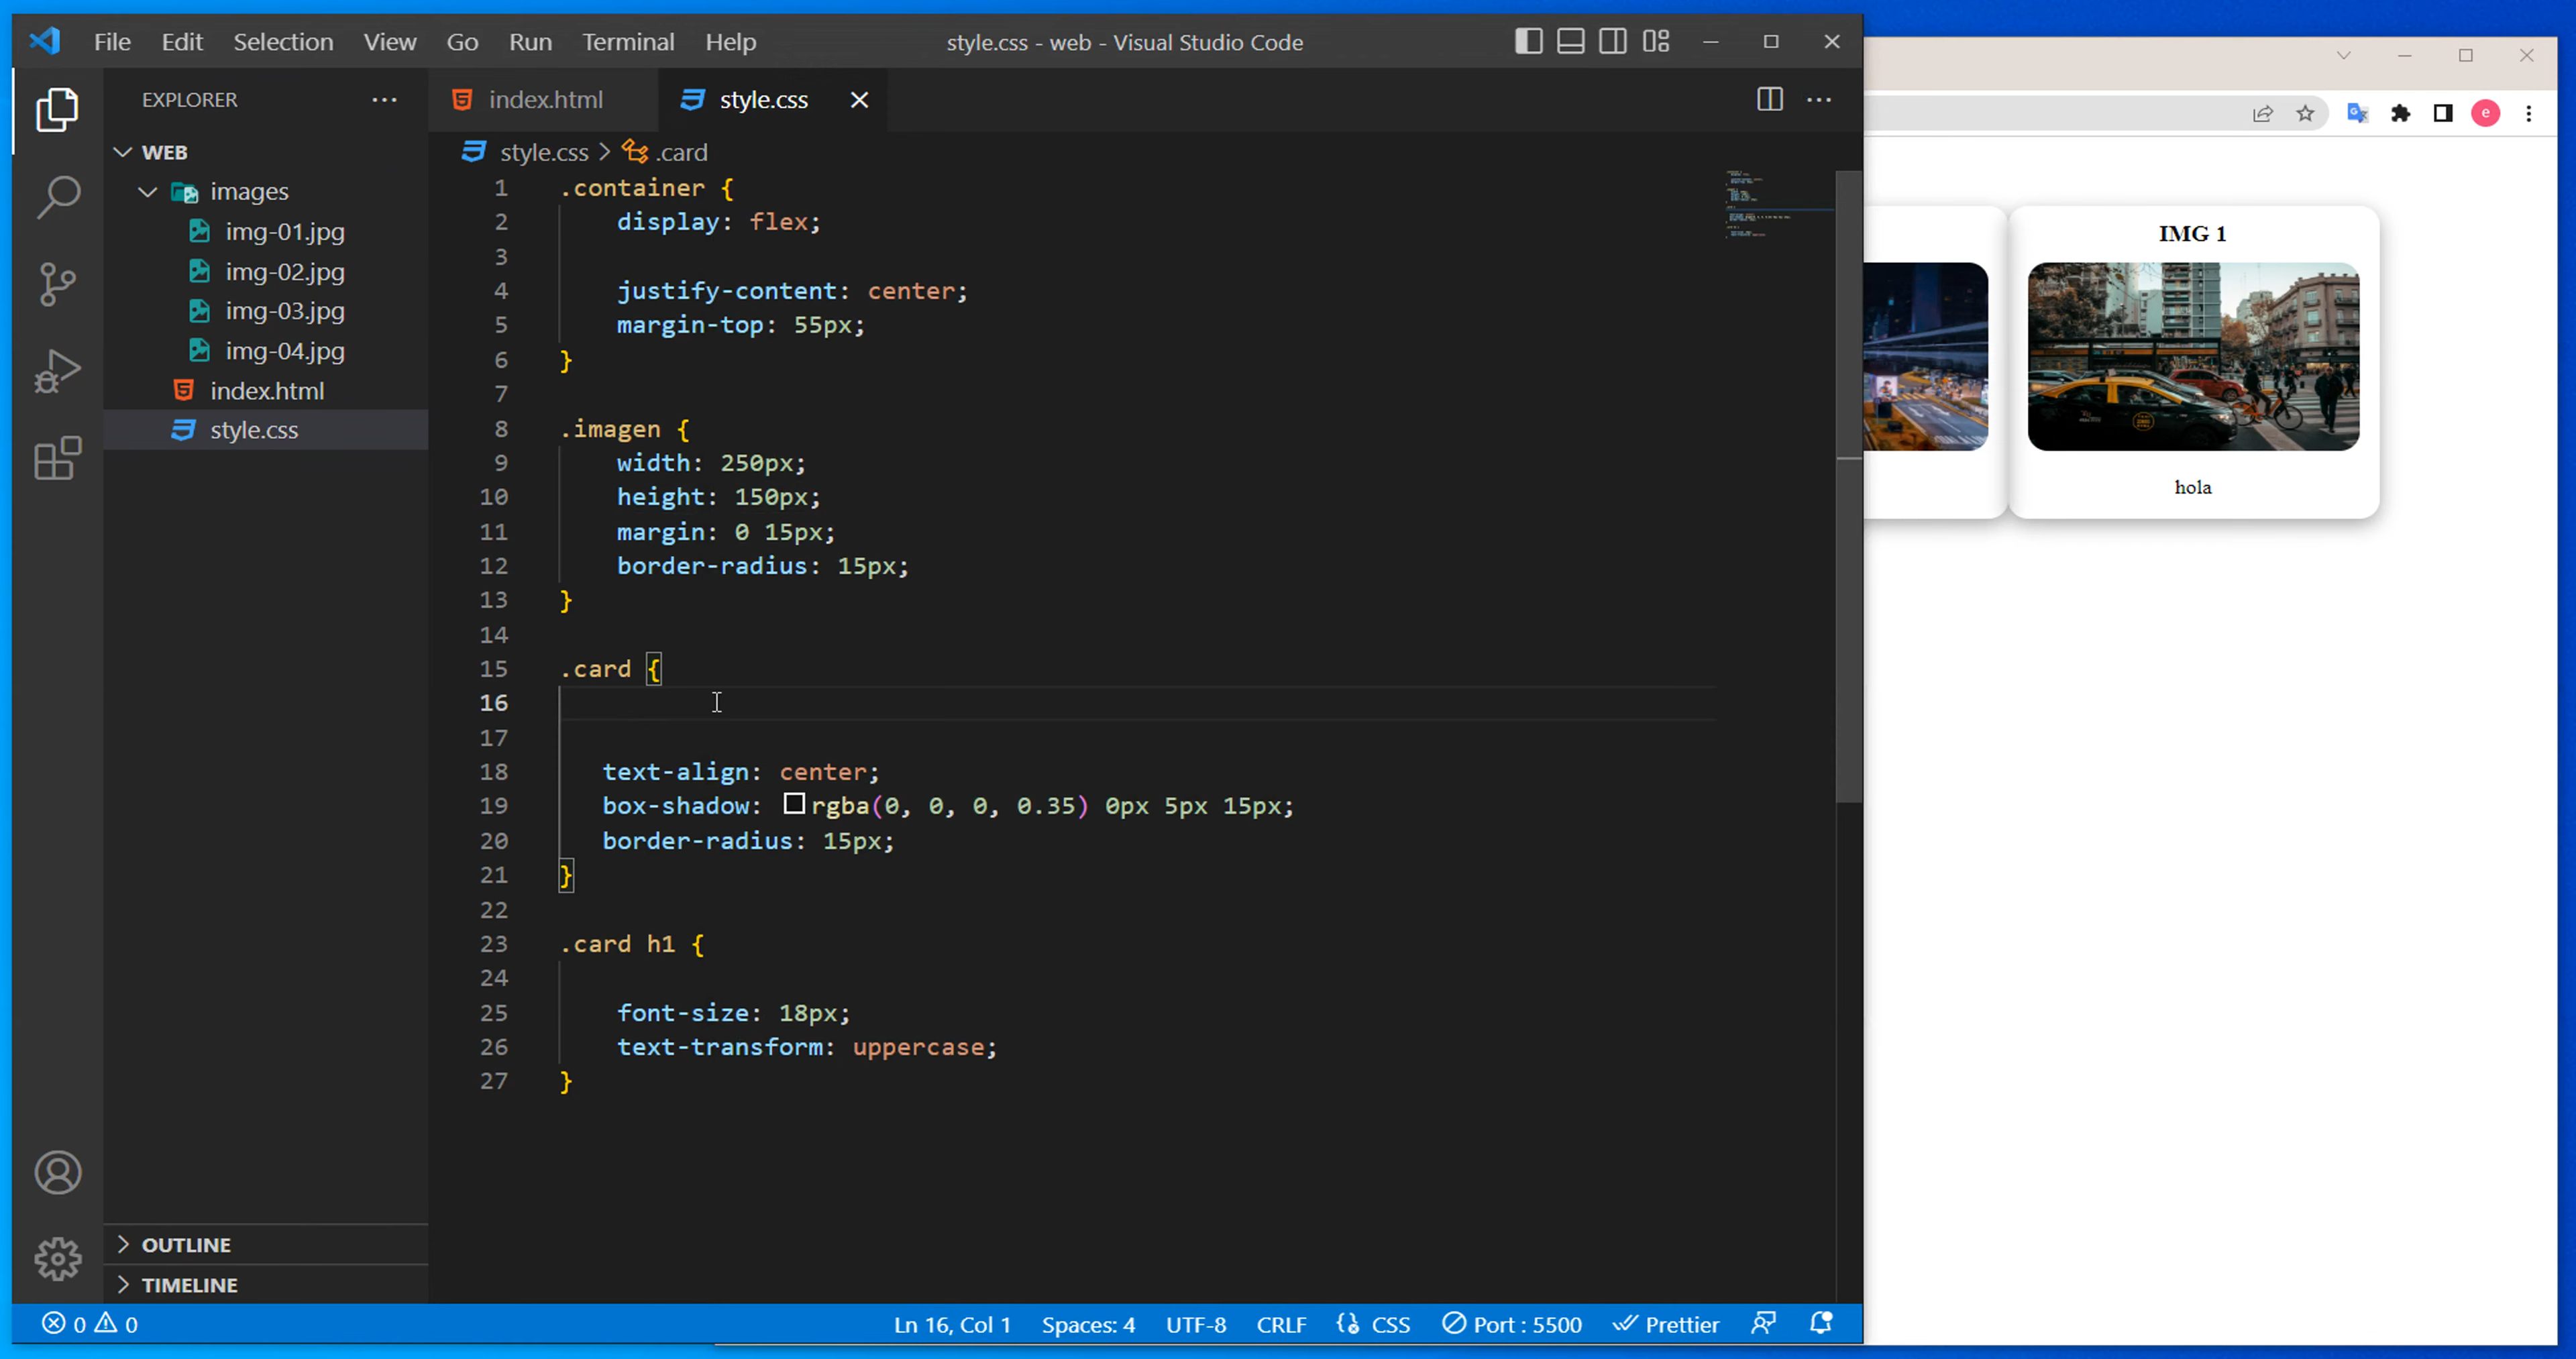 File Edit Selection View Go Run Terminal Help
style.css - web - Visual Studio Code
EXPLORER
WEB
images
img-01.jpg
img-02.jpg
img-03.jpg
img-04.jpg
index.html
style.css
OUTLINE
TIMELINE
index.html
style.css
style.css > .card
1 .container {
2 display: flex;
3
4 justify-content: center;
5 margin-top: 55px;
6 }
7
8 .imagen {
9 width: 250px;
10 height: 150px;
11 margin: 0 15px;
12 border-radius: 15px;
13 }
14
15 .card {
16
17
18 text-align: center;
19 box-shadow: rgba(0, 0, 0, 0.35) 0px 5px 15px;
20 border-radius: 15px;
21 }
22
23 .card h1 {
24
25 font-size: 18px;
26 text-transform: uppercase;
27 }
0 0
Ln 16, Col 1 Spaces: 4 UTF-8 CRLF CSS Port : 5500 Prettier
e
IMG 1
hola